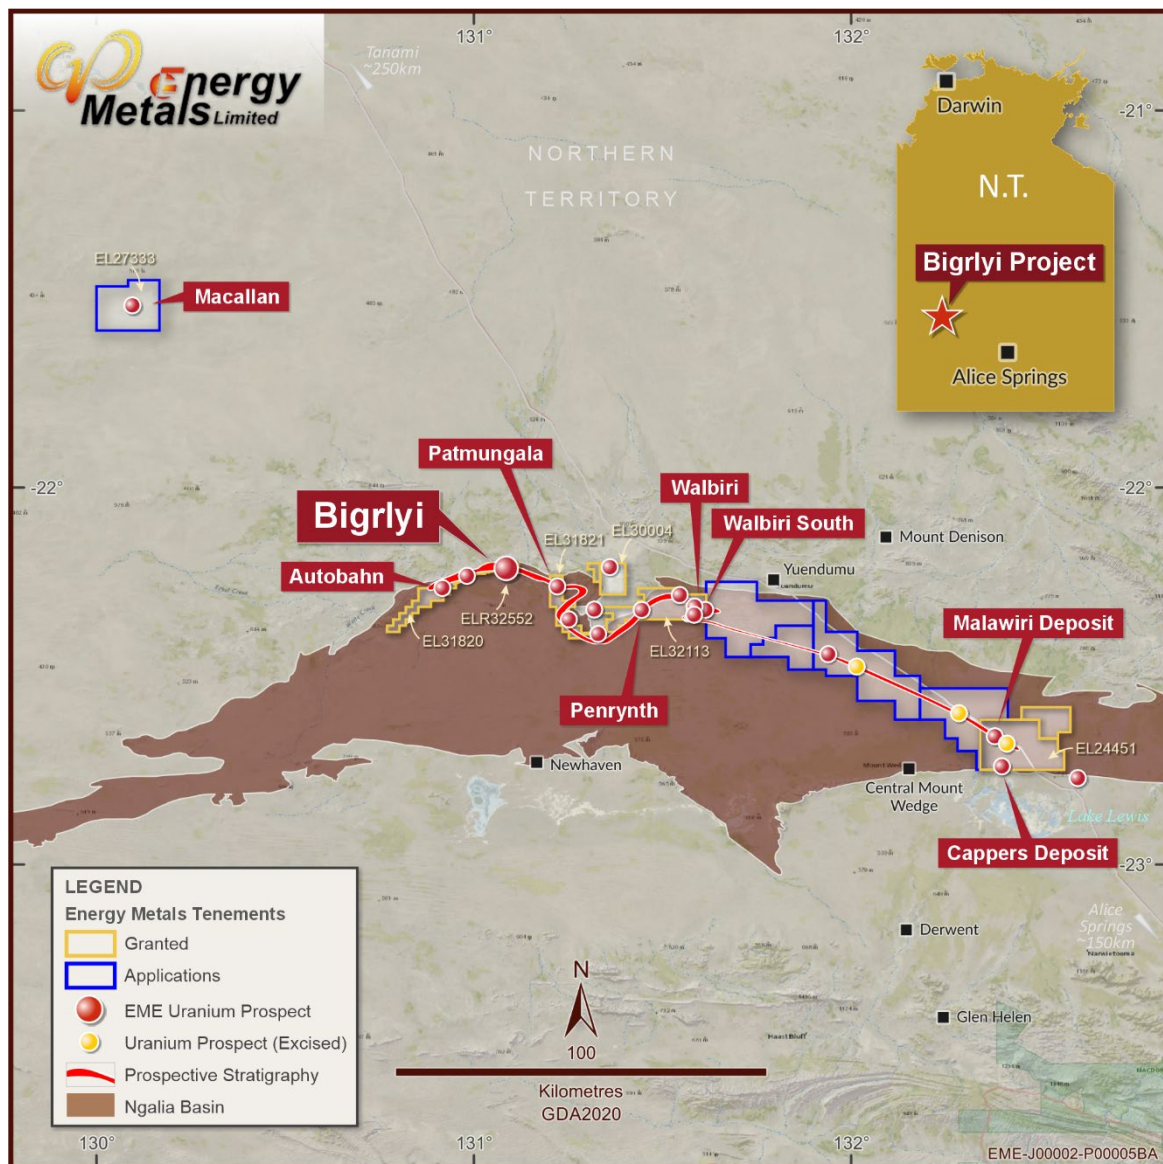 131°
132°
Energy
Metals Limited
Tanami
~250km
-21°
Darwin
NORTHERN
TERRITORY
N.T.
Bigrlyi Project
Alice Springs
EL27333
Macallan
Patmungala
-22°
-22°
Walbiri
Bigrlyi
Walbiri South
EL31821
EL30004
Mount Denison
Autobahn
Yuendumu
Yuendumu
ELR32552
EL31820
EL32113
Malawiri Deposit
Penrynth
EL24451
Newhaven
Central Mount
Wedge
Lake Lewis
Cappers Deposit
-23°
LEGEND
Energy Metals Tenements
Granted
Applications
EME Uranium Prospect
Uranium Prospect (Excised)
Prospective Stratigraphy
Ngalia Basin
Alice
Springs
~150km
Derwent
N
Glen Helen
Haast Bluff
100
Kilometres
GDA2020
130°
131°
132°
EME-J00002-P00005BA